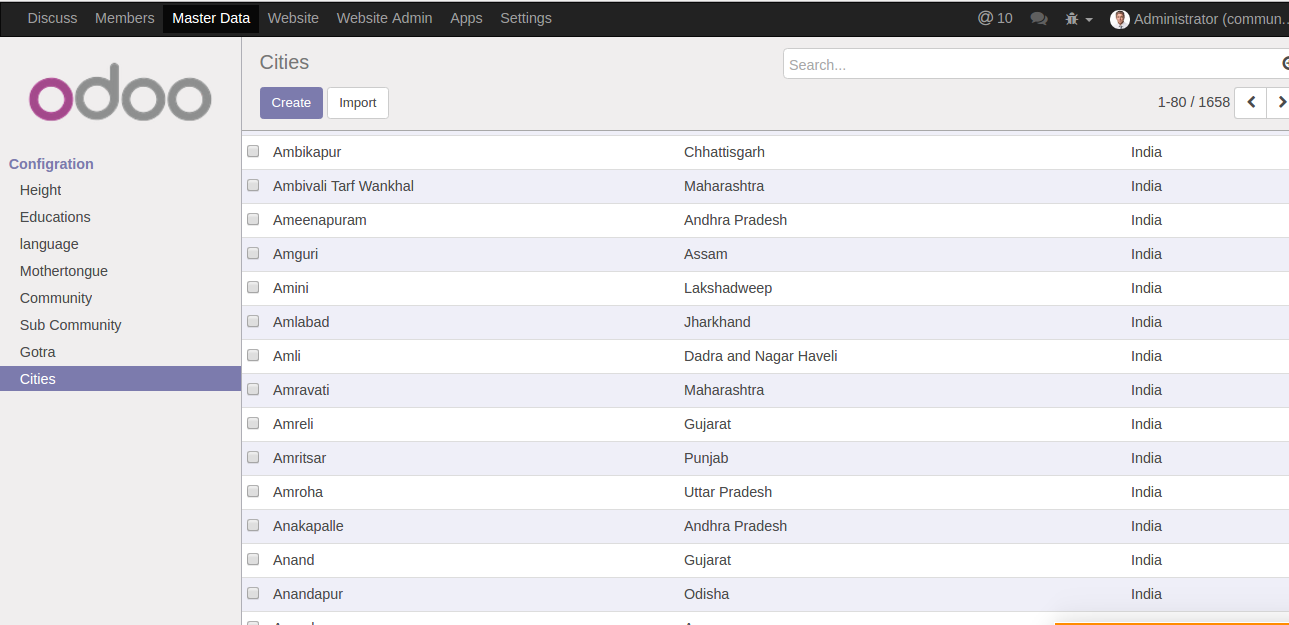 Discuss Members Master Data Website Website Admin Apps Settings @ 10 Administrator (commun...
odoo
Cities
Search...
Create Import 1-80 / 1658
Configration
Height
Educations
language
Mothertongue
Community
Sub Community
Gotra
Cities
Ambikapur Chhattisgarh India
Ambivali Tarf Wankhal Maharashtra India
Ameenapuram Andhra Pradesh India
Amguri Assam India
Amini Lakshadweep India
Amlabad Jharkhand India
Amli Dadra and Nagar Haveli India
Amravati Maharashtra India
Amreli Gujarat India
Amritsar Punjab India
Amroha Uttar Pradesh India
Anakapalle Andhra Pradesh India
Anand Gujarat India
Anandapur Odisha India